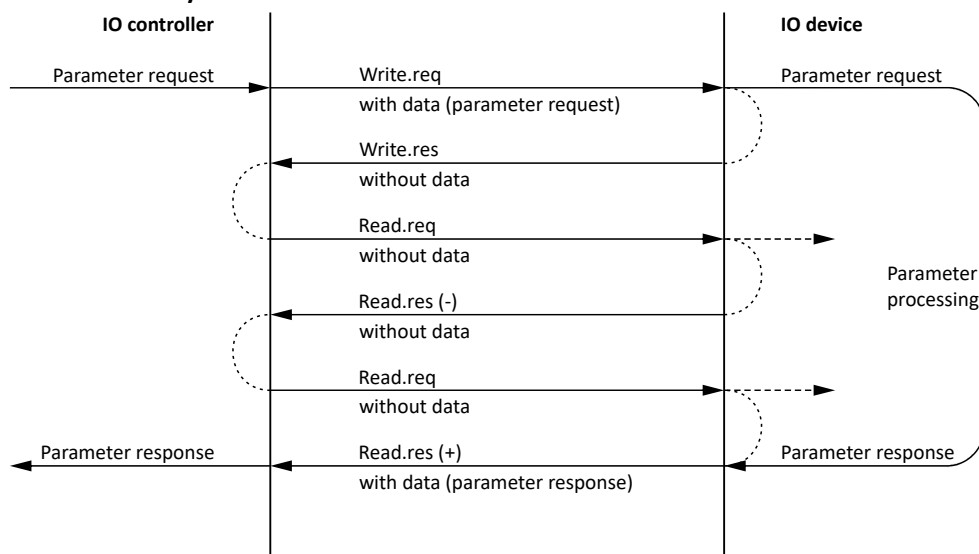 IO controller
IO device
Parameter request
Write.req
Parameter request
with data (parameter request)
Write.res
without data
Read.req
without data
Parameter
processing
Read.res (-)
without data
Read.req
without data
Parameter response
Read.res (+)
Parameter response
with data (parameter response)